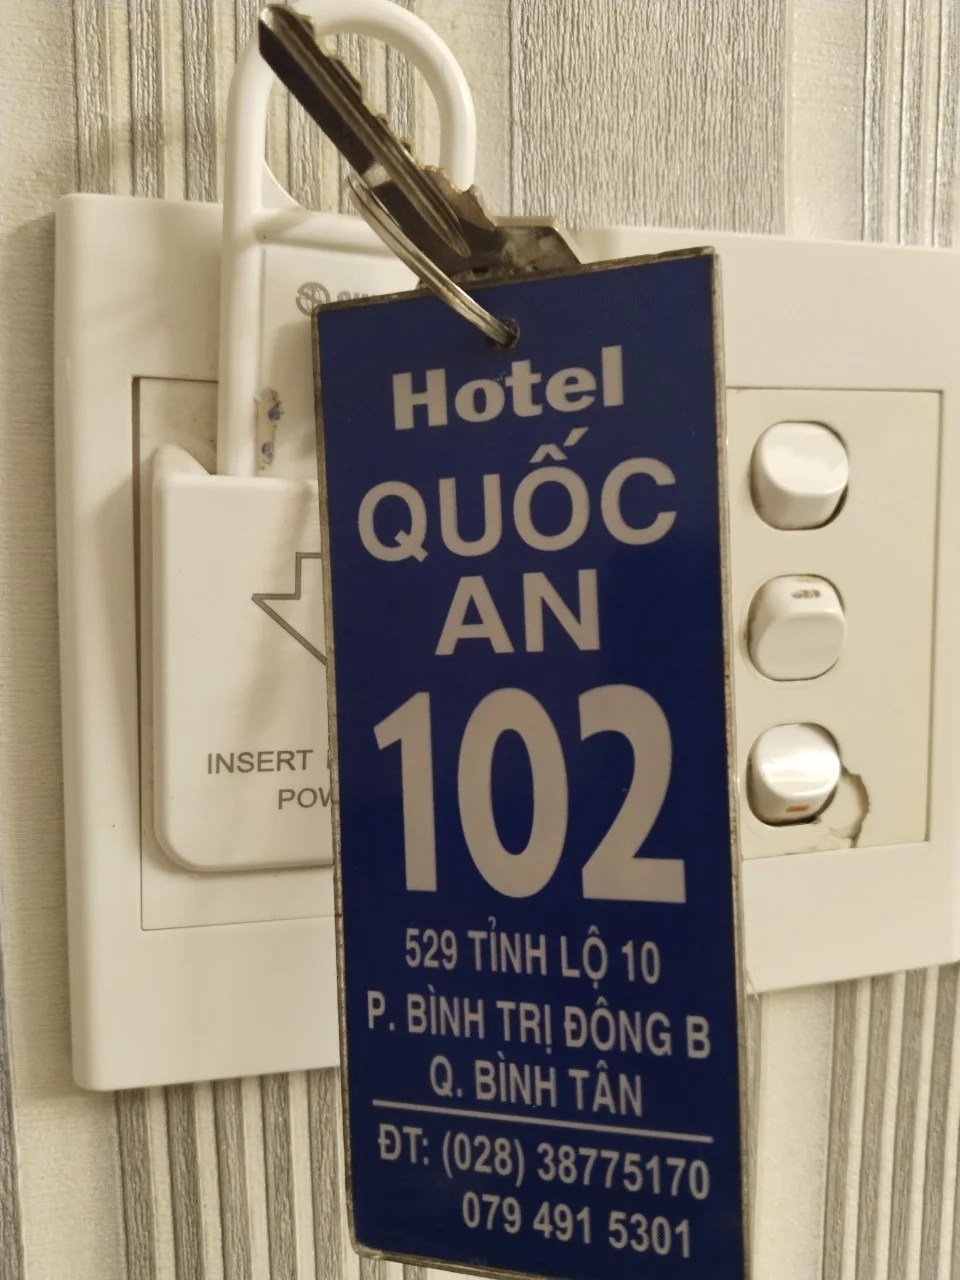 Hotel
QUỐC
AN
102
529 TỈNH LỘ 10
P. BÌNH TRỊ ĐÔNG B
Q. BÌNH TÂN
ĐT: (028) 38775170
079 491 5301
INSERT